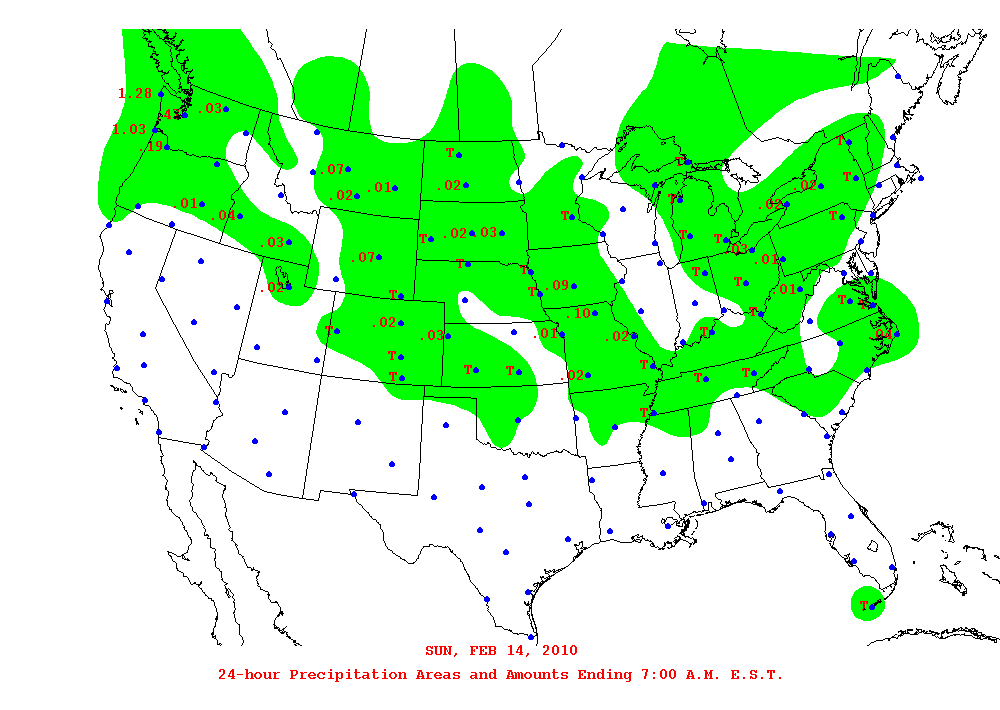 1.28
.03
1.03
.19
T
T
T
.07
T
.02
.01
.02
.02
T
.01
.04
.02
T
T
T
.02
.03
T
T
.03
.03
.07
.01
T
T
T
.09
T
.02
T
.01
T
T
.10
T
.02
T
.04
T
.03
.01
.02
T
T
T
T
.02
T
T
T
T
SUN, FEB 14, 2010
24-hour Precipitation Areas and Amounts Ending 7:00 A.M. E.S.T.